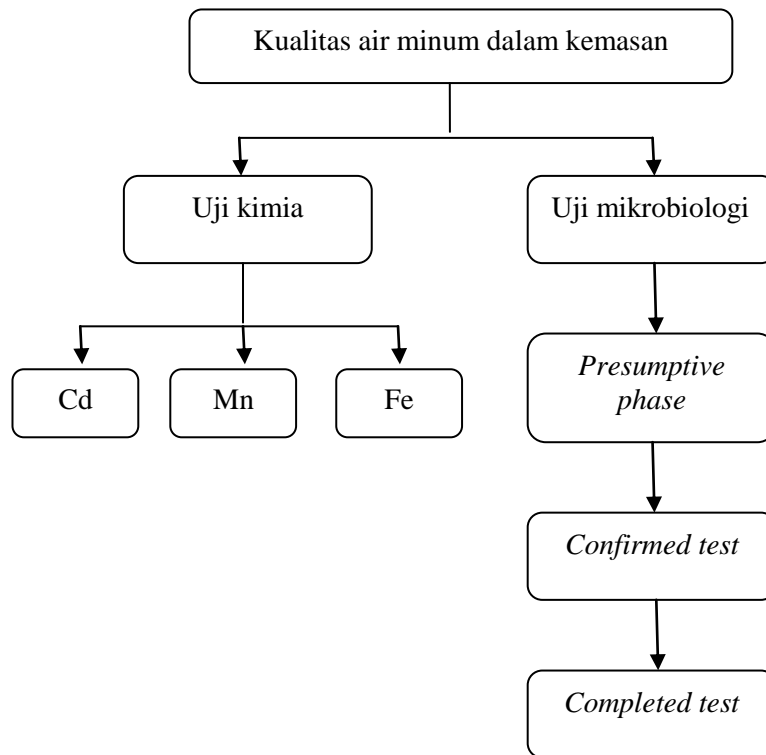 Kualitas air minum dalam kemasan
Uji kimia
Uji mikrobiologi
Cd
Mn
Fe
Presumptive
phase
Confirmed test
Completed test